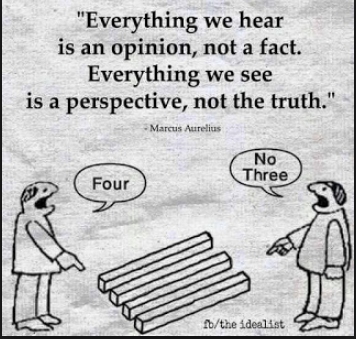 "Everything we hear
is an opinion, not a fact.
Everything we see
is a perspective, not the truth."
- Marcus Aurelius
Four
No
Three
fb/the idealist